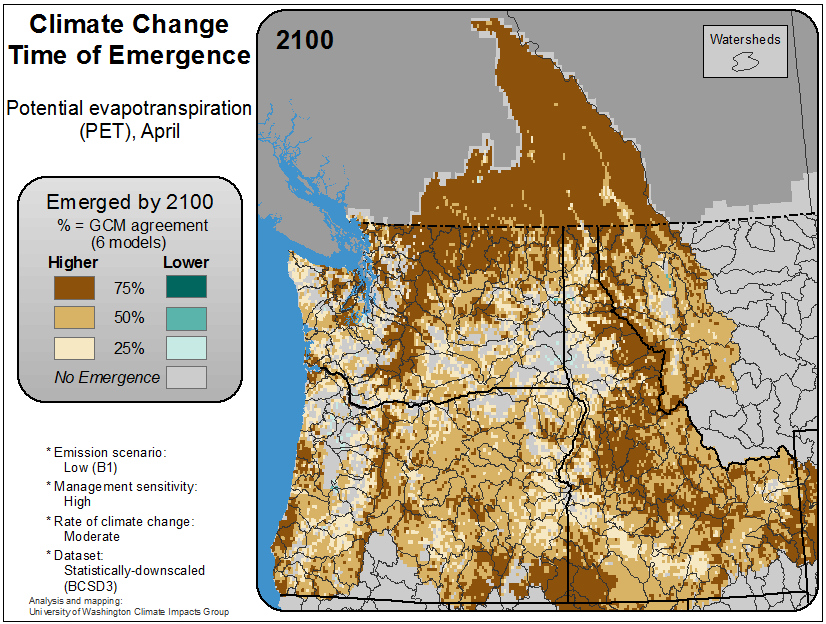 Climate Change
Time of Emergence
Potential evapotranspiration
(PET), April
Emerged by 2100
% = GCM agreement
(6 models)
Higher Lower
75%
50%
25%
No Emergence
* Emission scenario:
Low (B1)
* Management sensitivity:
High
* Rate of climate change:
Moderate
* Dataset:
Statistically-downscaled
(BCSD3)
Analysis and mapping:
University of Washington Climate Impacts Group
2100
Watersheds